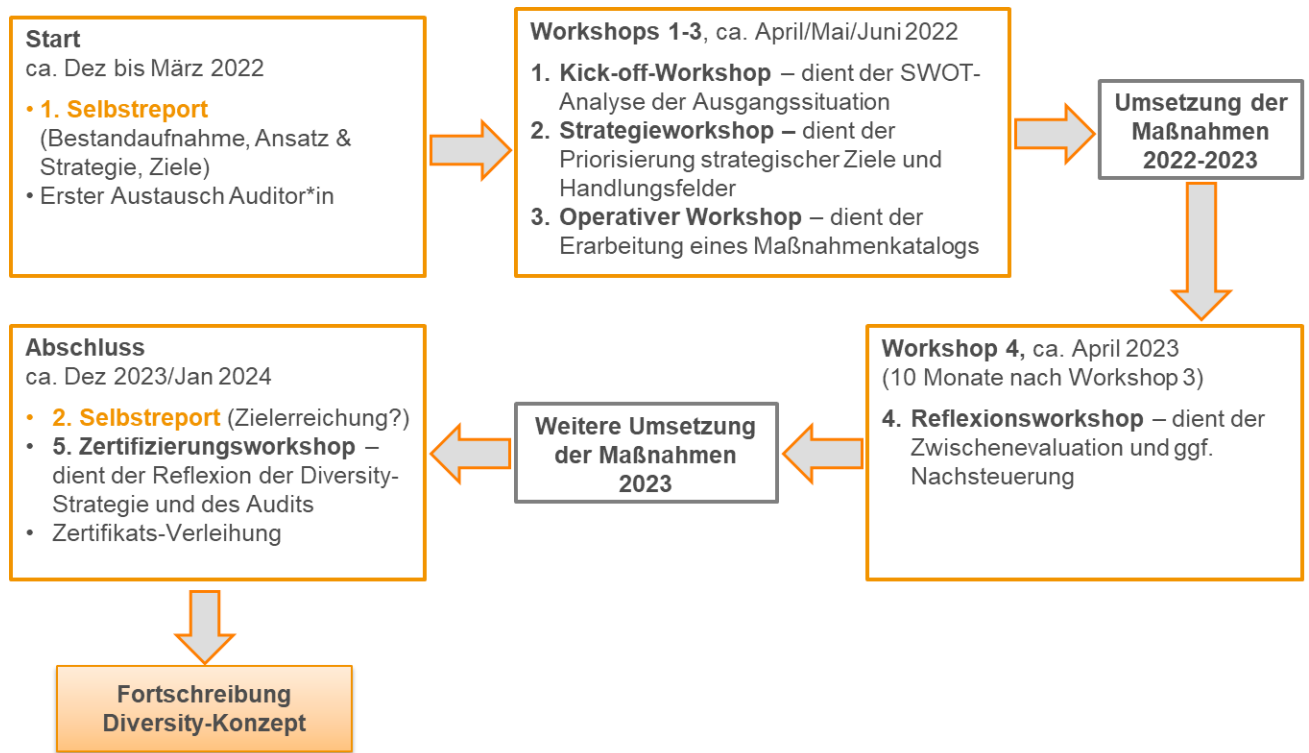 Start
ca. Dez bis März 2022
• 1. Selbstreport
(Bestandaufnahme, Ansatz &
Strategie, Ziele)
• Erster Austausch Auditor*in
Workshops 1-3, ca. April/Mai/Juni 2022
1. Kick-off-Workshop – dient der SWOT-
Analyse der Ausgangssituation
2. Strategieworkshop – dient der
Priorisierung strategischer Ziele und
Handlungsfelder
3. Operativer Workshop – dient der
Erarbeitung eines Maßnahmenkatalogs
Umsetzung der
Maßnahmen
2022-2023
Workshop 4, ca. April 2023
(10 Monate nach Workshop 3)
4. Reflexionsworkshop – dient der
Zwischenevaluation und ggf.
Nachsteuerung
Weitere Umsetzung
der Maßnahmen
2023
Abschluss
ca. Dez 2023/Jan 2024
• 2. Selbstreport (Zielerreichung?)
• 5. Zertifizierungsworkshop –
dient der Reflexion der Diversity-
Strategie und des Audits
• Zertifikats-Verleihung
Fortschreibung
Diversity-Konzept